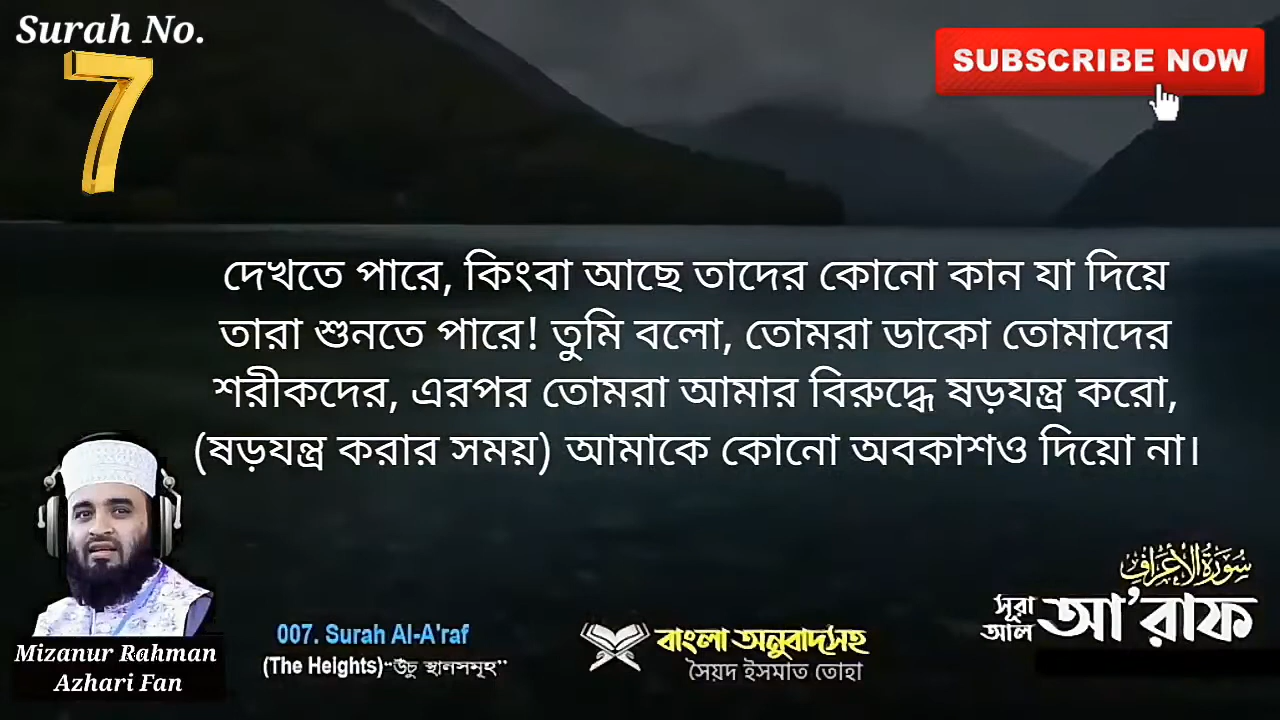 Surah No.
7
SUBSCRIBE NOW
দেখতে পারে, কিংবা আছে তাদের কোনো কান যা দিয়ে
তারা শুনতে পারে! তুমি বলো, তোমরা ডাকো তোমাদের
শরীকদের, এরপর তোমরা আমার বিরুদ্ধে ষড়যন্ত্র করো,
(ষড়যন্ত্র করার সময়) আমাকে কোনো অবকাশও দিয়ো না।
Mizanur Rahman
Azhari Fan
007. Surah Al-A'raf
(The Heights)“উচু স্থানসমূহ”
বাংলা অনুবাদসহ
সৈয়দ ইসমাত তোহা
سُورَةُ الأَعْرَافِ
সূরা
আল
আ'রাফ